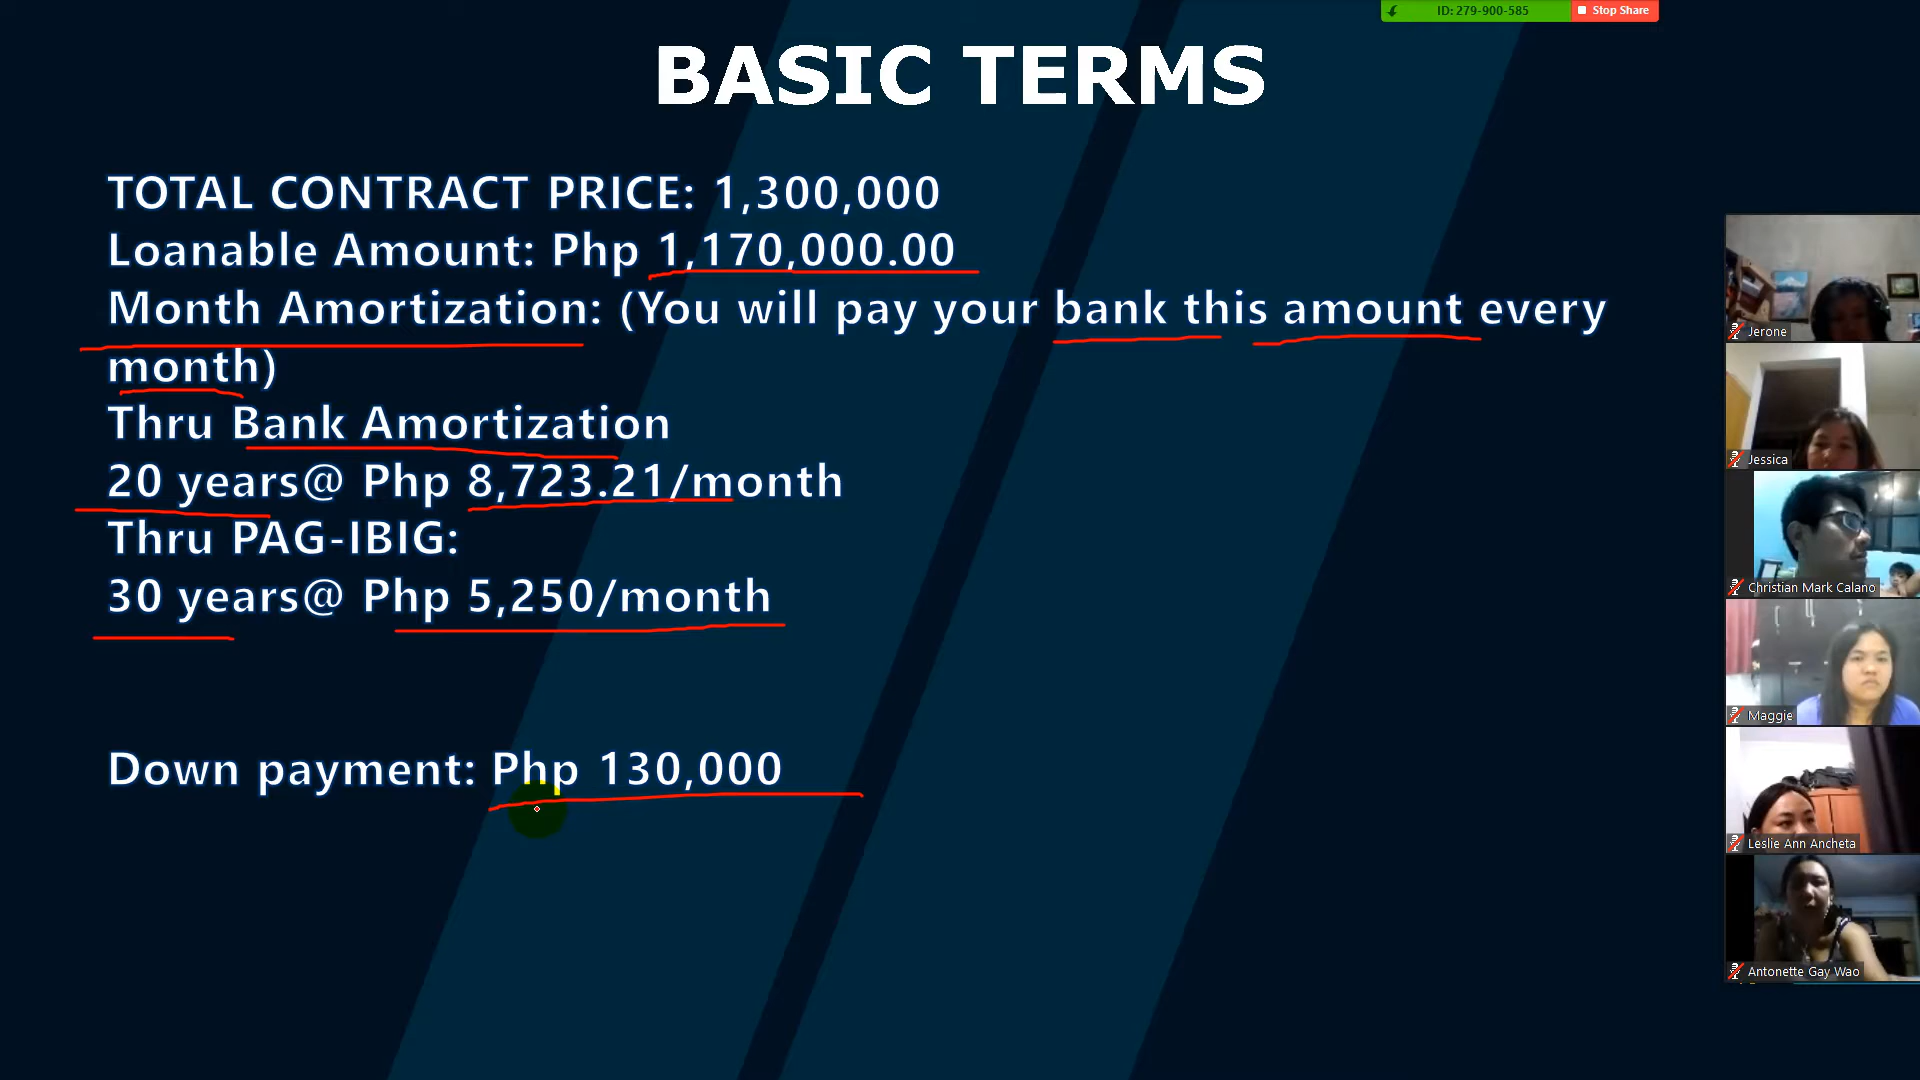 ID: 279-900-585
Stop Share
BASIC TERMS
TOTAL CONTRACT PRICE: 1,300,000
Loanable Amount: Php 1,170,000.00
Month Amortization: (You will pay your bank this amount every
month)
Thru Bank Amortization
20 years@ Php 8,723.21/month
Thru PAG-IBIG:
30 years@ Php 5,250/month
Down payment: Php 130,000
Jerone
Jessica
Christian Mark Calano
Maggie
Leslie Ann Ancheta
Antonette Gay Wao